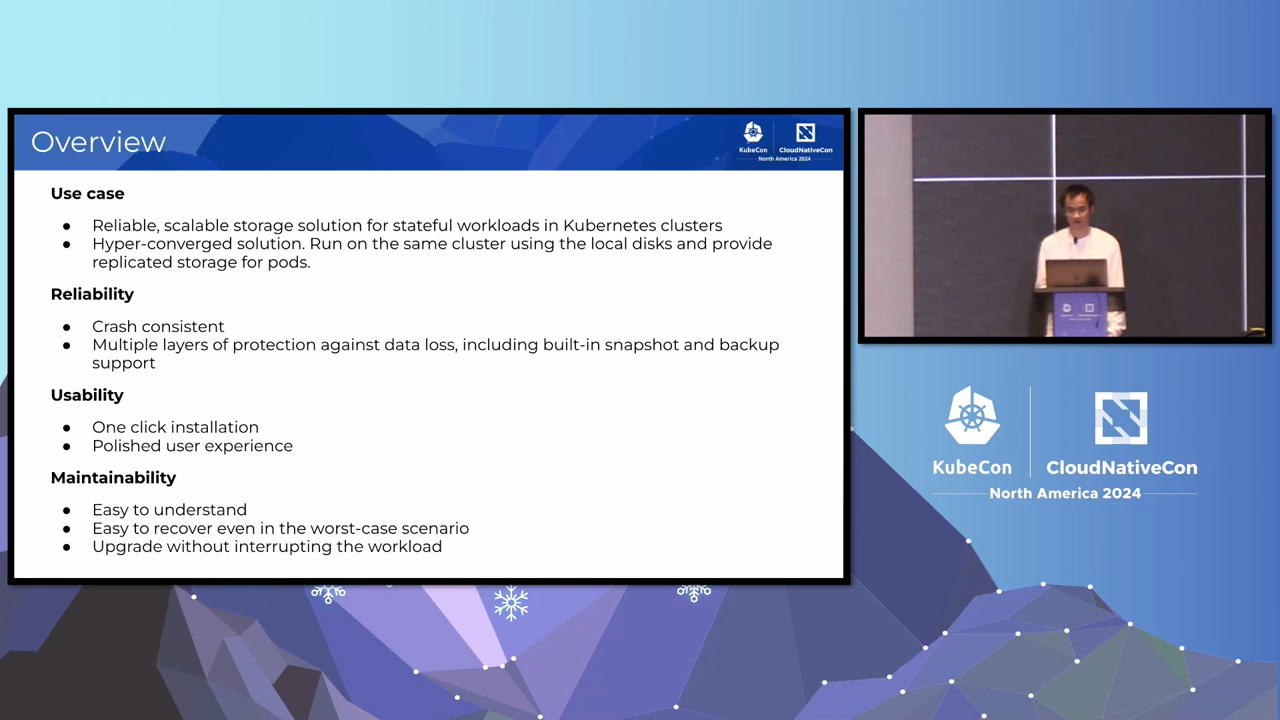 Overview
KubeCon
CloudNativeCon
North America 2024
Use case
● Reliable, scalable storage solution for stateful workloads in Kubernetes clusters
● Hyper-converged solution. Run on the same cluster using the local disks and provide
replicated storage for pods.
Reliability
● Crash consistent
● Multiple layers of protection against data loss, including built-in snapshot and backup
support
Usability
● One click installation
● Polished user experience
Maintainability
● Easy to understand
● Easy to recover even in the worst-case scenario
● Upgrade without interrupting the workload
KubeCon
CloudNativeCon
North America 2024